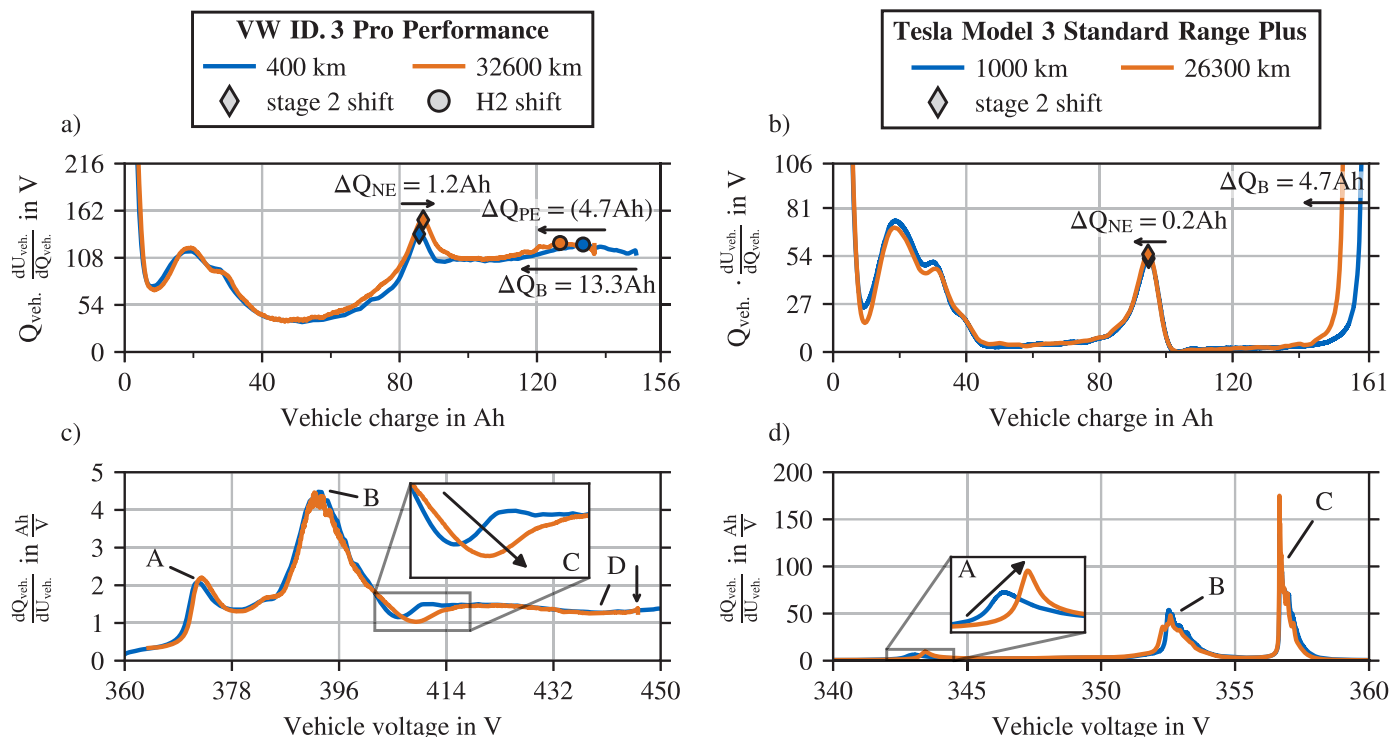 VW ID. 3 Pro Performance
400 km 32600 km
stage 2 shift H2 shift
Tesla Model 3 Standard Range Plus
1000 km 26300 km
stage 2 shift
a)
Qveh. · dUveh./dQveh. in V
216
162
108
54
0
ΔQNE = 1.2Ah
ΔQPE = (4.7Ah)
ΔQB = 13.3Ah
0 40 80 120 156
Vehicle charge in Ah
b)
Qveh. · dUveh./dQveh. in V
106
81
54
27
0
ΔQB = 4.7Ah
ΔQNE = 0.2Ah
0 40 80 120 161
Vehicle charge in Ah
c)
dQveh./dUveh. in Ah/V
5
4
3
2
1
0
A
B
C
D
360 378 396 414 432 450
Vehicle voltage in V
d)
dQveh./dUveh. in Ah/V
200
150
100
50
0
A
B
C
340 345 350 355 360
Vehicle voltage in V